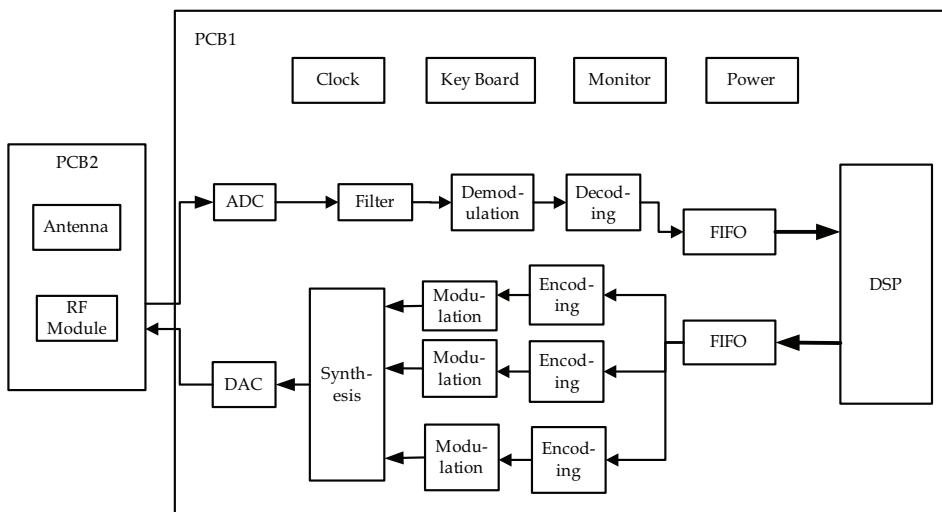 PCB1
Clock
Key Board
Monitor
Power
PCB2
Antenna
RF
Module
ADC
Filter
Demod-
ulation
Decod-
ing
FIFO
DSP
Modu-
lation
Encod-
ing
FIFO
Modu-
lation
Encod-
ing
DAC
Synth-
esis
Modu-
lation
Encod-
ing